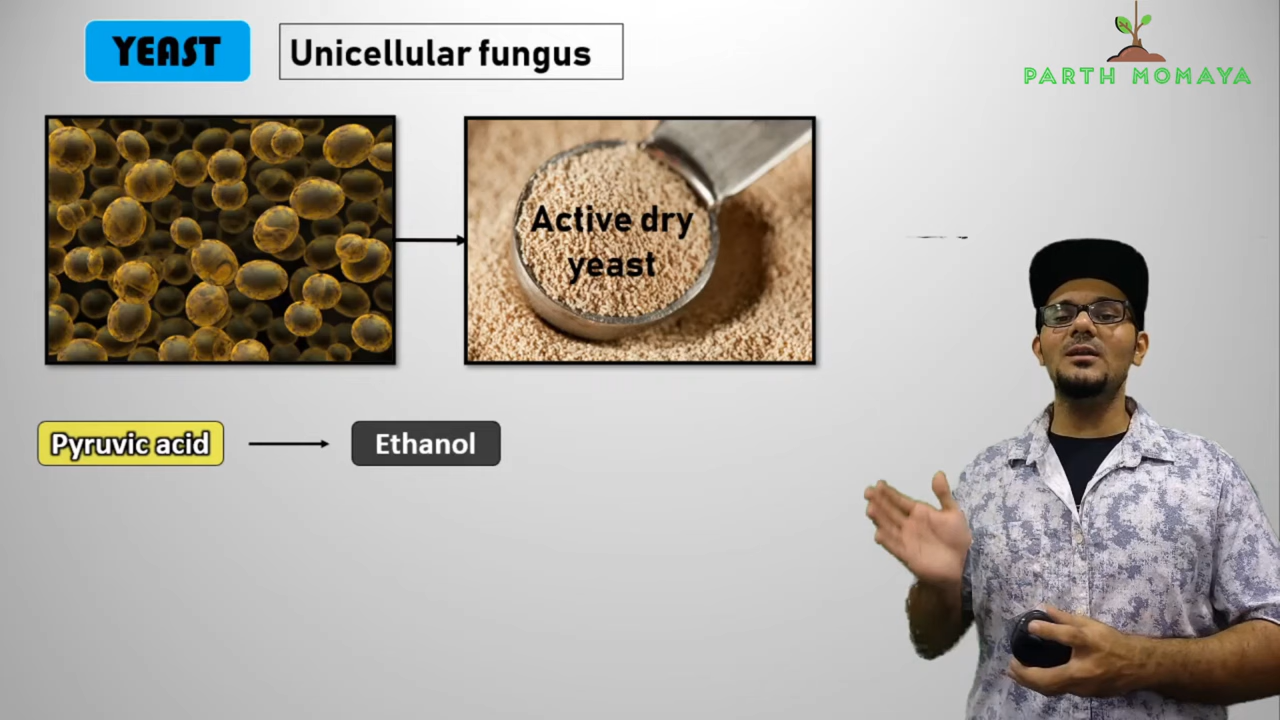 YEAST
Unicellular fungus
PARTH MOMAYA
Active dry
yeast
Pyruvic acid
Ethanol